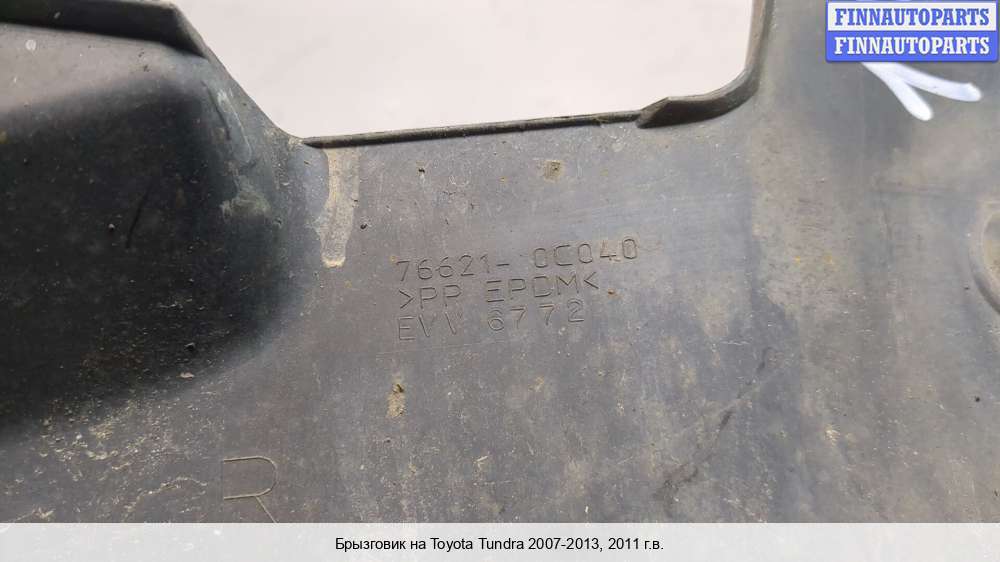 FINNAUTOPARTS
FINNAUTOPARTS
76621-0C040
>PP EPDM<
EVV 6772
R
Брызговик на Toyota Tundra 2007-2013, 2011 г.в.